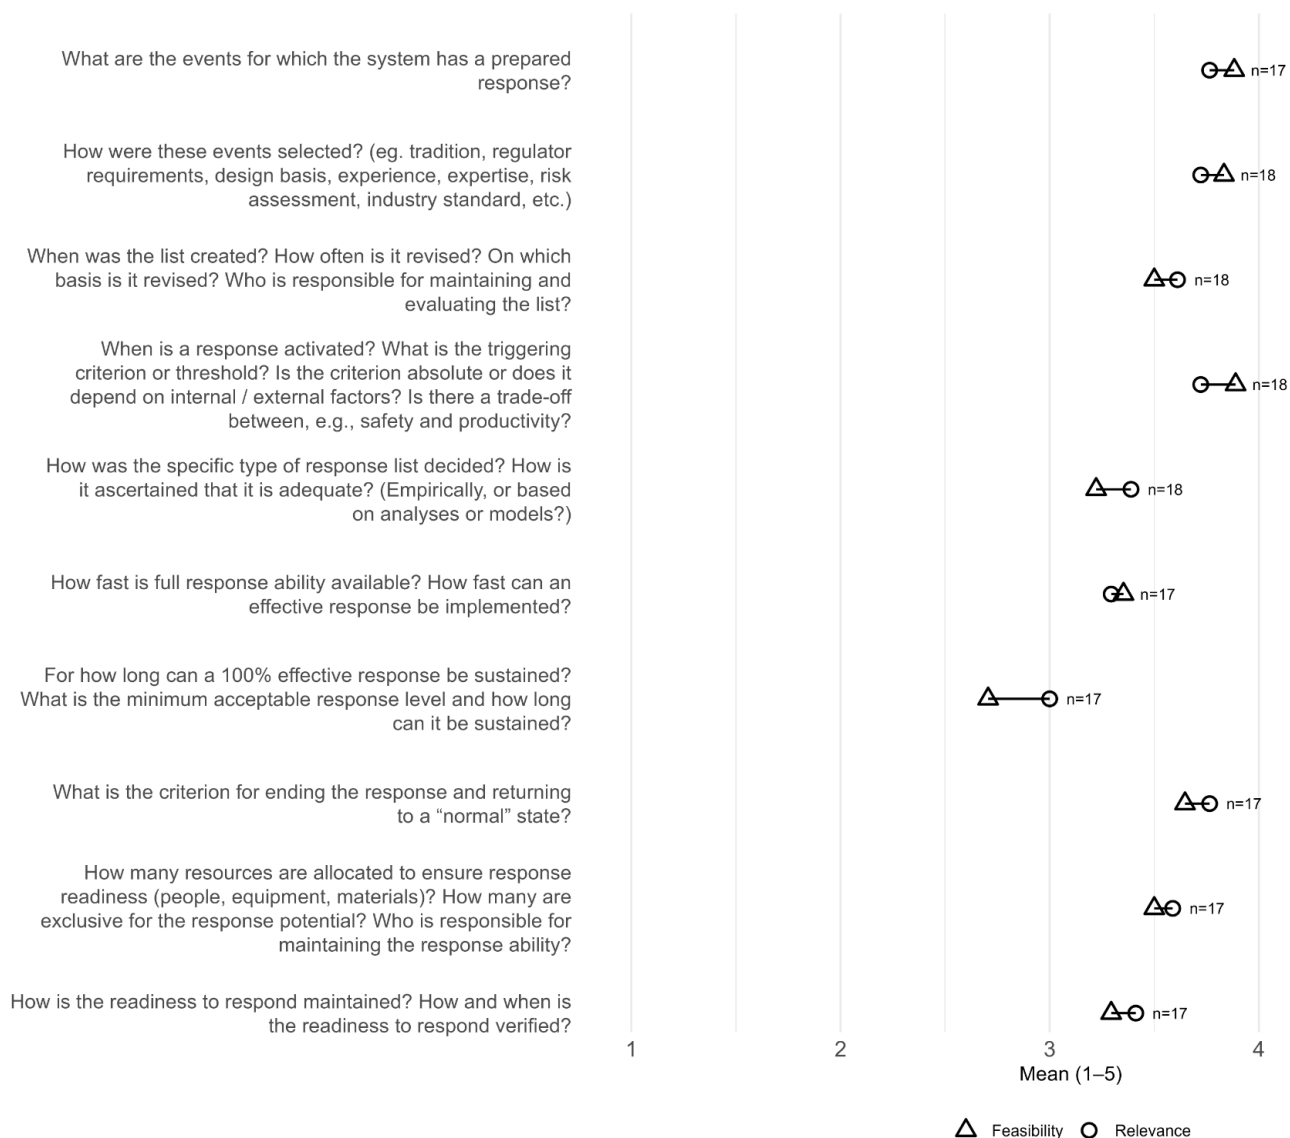 What are the events for which the system has a prepared
response?
n=17
How were these events selected? (eg. tradition, regulator
requirements, design basis, experience, expertise, risk
assessment, industry standard, etc.)
n=18
When was the list created? How often is it revised? On which
basis is it revised? Who is responsible for maintaining and
evaluating the list?
n=18
When is a response activated? What is the triggering
criterion or threshold? Is the criterion absolute or does it
depend on internal / external factors? Is there a trade-off
between, e.g., safety and productivity?
n=18
How was the specific type of response list decided? How is
it ascertained that it is adequate? (Empirically, or based
on analyses or models?)
n=18
How fast is full response ability available? How fast can an
effective response be implemented?
n=17
For how long can a 100% effective response be sustained?
What is the minimum acceptable response level and how long
can it be sustained?
n=17
What is the criterion for ending the response and returning
to a “normal” state?
n=17
How many resources are allocated to ensure response
readiness (people, equipment, materials)? How many are
exclusive for the response potential? Who is responsible for
maintaining the response ability?
n=17
How is the readiness to respond maintained? How and when is
the readiness to respond verified?
n=17
1 2 3 4
Mean (1–5)
Feasibility Relevance